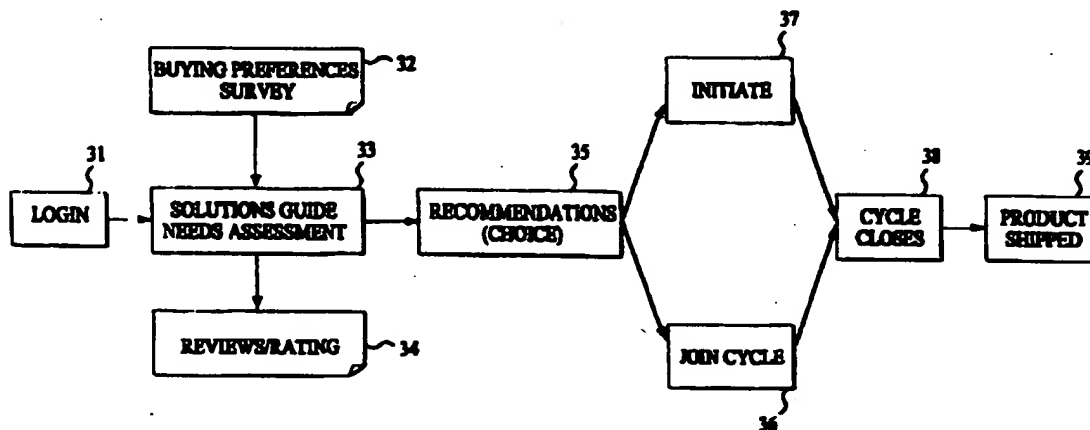 37
BUYING PREFERENCES
SURVEY
32
INITIATE
31
33
35
38
39
LOGIN
SOLUTIONS GUIDE
NEEDS ASSESSMENT
RECOMMENDATIONS
(CHOICE)
CYCLE
CLOSES
PRODUCT
SHIPPED
REVIEWS/RATING
34
JOIN CYCLE
36